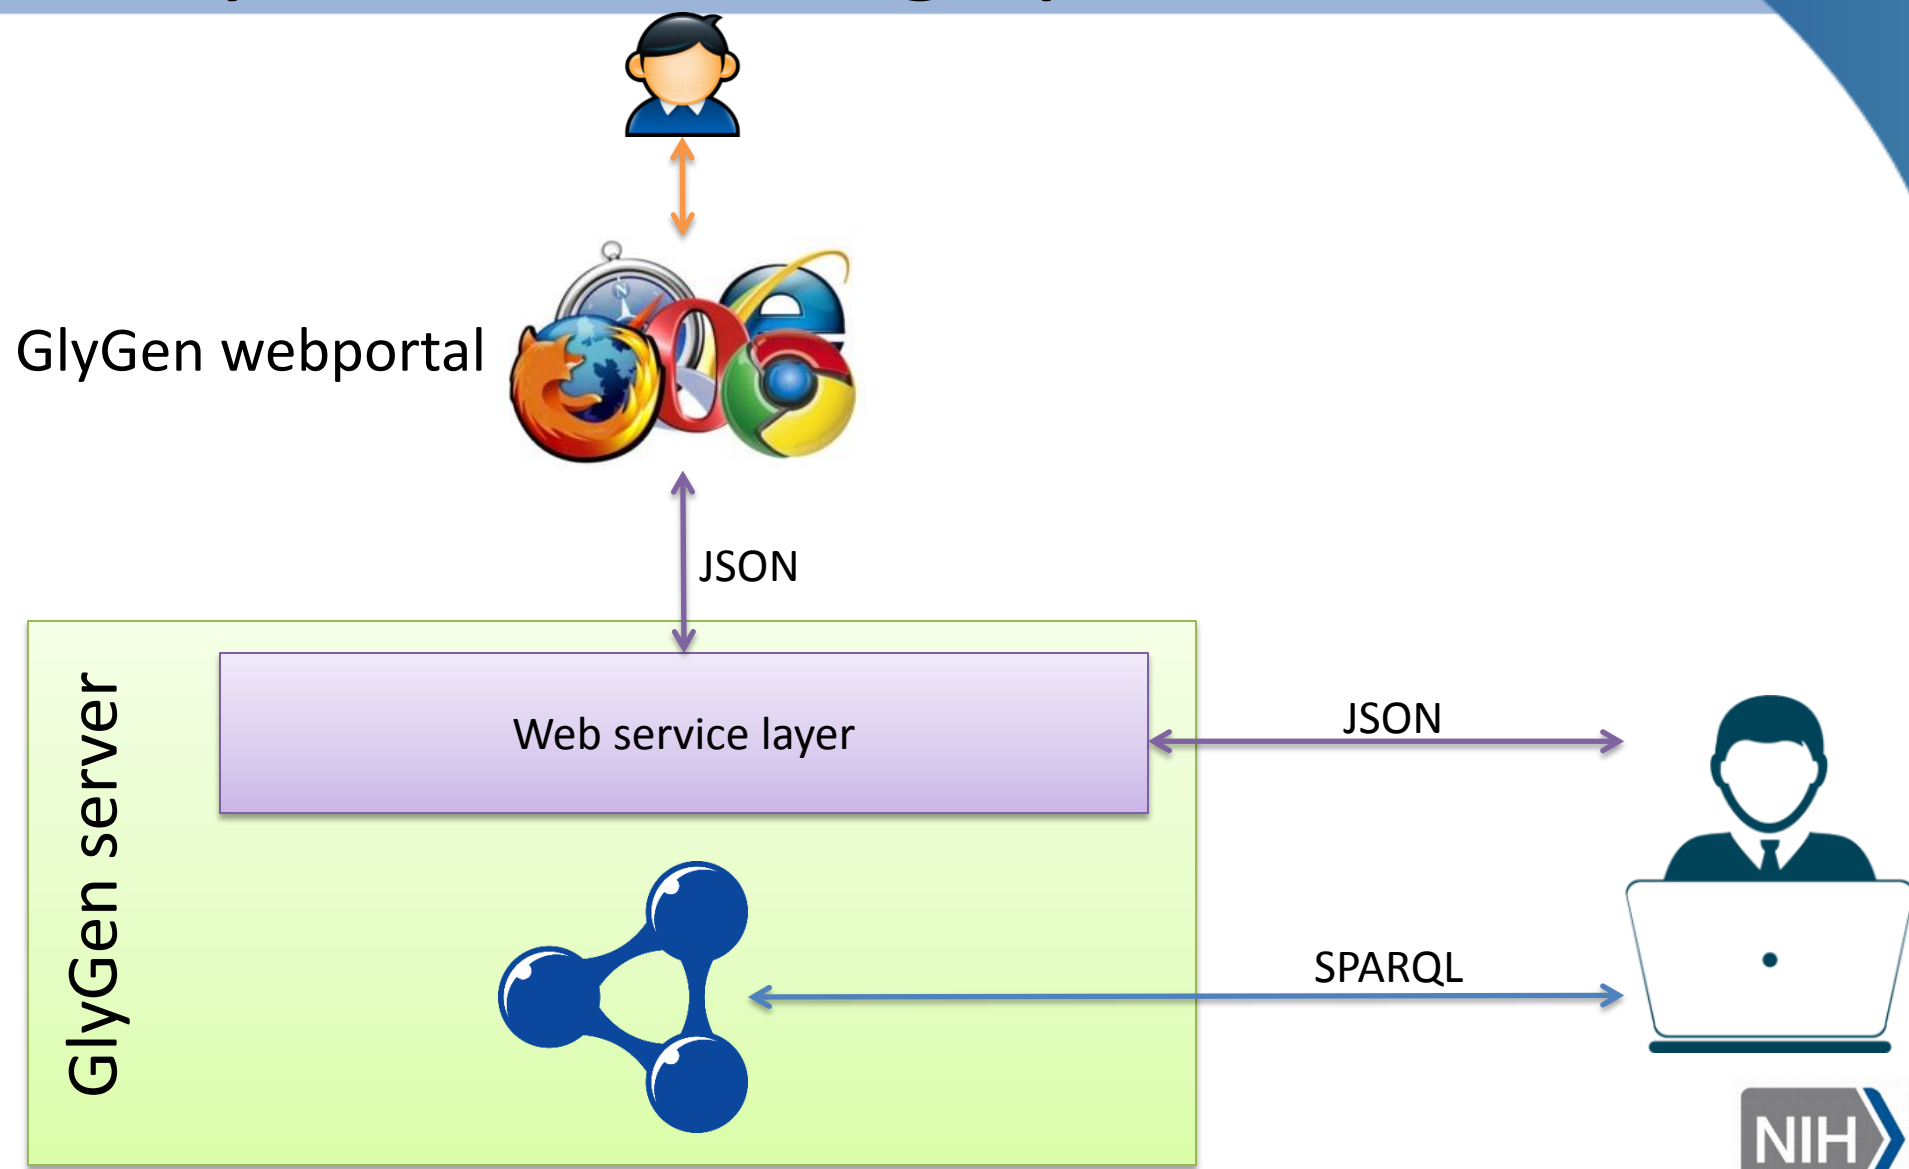 GlyGen webportal
JSON
GlyGen server
Web service layer
JSON
SPARQL
NIH